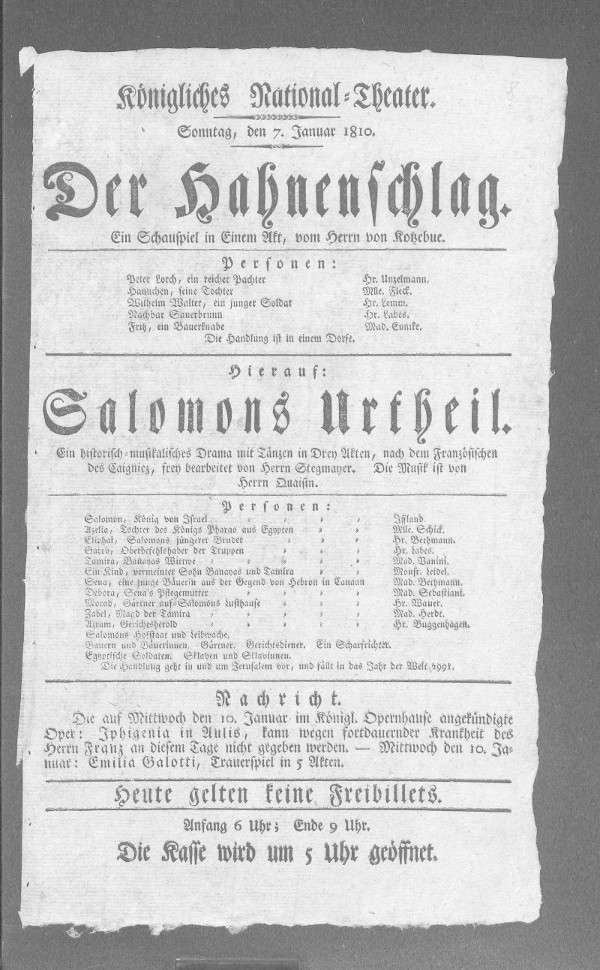 Königliches National-Theater.
Sonntag, den 7. Januar 1810.
Der Hahnenschlag.
Ein Schauspiel in Einem Akt, vom Herrn von Kotzebue.
Personen:
Peter Lorch, ein reicher Pachter Hr. Unzelmann.
Hannchen, seine Tochter Mlle. Fleck.
Wilhelm Walter, ein junger Soldat Hr. Lemm.
Nachbar Sauerbrunn Hr. Labes.
Fritz, ein Bauerknabe Mad. Eunike.
Die Handlung ist in einem Dorfe.
Hierauf:
Salomons Urtheil.
Ein historisch-musikalisches Drama mit Tänzen in Drey Akten, nach dem Französischen
des Caigniez, frey bearbeitet von Herrn Stegmayer. Die Musik ist von
Herrn Quaisin.
Personen:
Salomon, König von Israel Iffland.
Azelia, Tochter des Königs Pharao aus Egypten Mlle. Schick.
Eliphal, Salomons jüngerer Bruder Hr. Bethmann.
Oberbefehlshaber der Truppen Hr. Labes.
Tamira, Banayas Wittwe Mad. Vanini.
Ein Kind, vermeinter Sohn Banayas und Tamira Monsr. Leidel.
Sena, eine junge Bäuerin aus der Gegend von Hebron in Canaan Mad. Bethmann.
Debora, Sena's Pflegemutter Mad. Sebastiani.
Morad, Gärtner auf Salomons Lusthause Hr. Wauer.
Zabel, Magd der Tamira Mad. Herdt.
Azram, Gerichtsherold Hr. Buggenhagen.
Salomons Hofstaat und Leibwache.
Bauern und Bäuerinnen. Gärtner. Gerichtsdiener. Ein Scharfrichter.
Egyptische Soldaten. Sklaven und Sklavinnen.
Die Handlung geht in und um Jerusalem vor, und fällt in das Jahr der Welt 2991.
Nachricht.
Die auf Mittwoch den 10. Januar im Königl. Opernhause angekündigte
Oper: Iphigenia in Aulis, kann wegen fortdauernder Krankheit des
Herrn Franz an diesem Tage nicht gegeben werden. — Mittwoch den 10. Ja-
nuar: Emilia Galotti, Trauerspiel in 5 Akten.
Heute gelten keine Freibillets.
Anfang 6 Uhr; Ende 9 Uhr.
Die Kasse wird um 5 Uhr geöffnet.